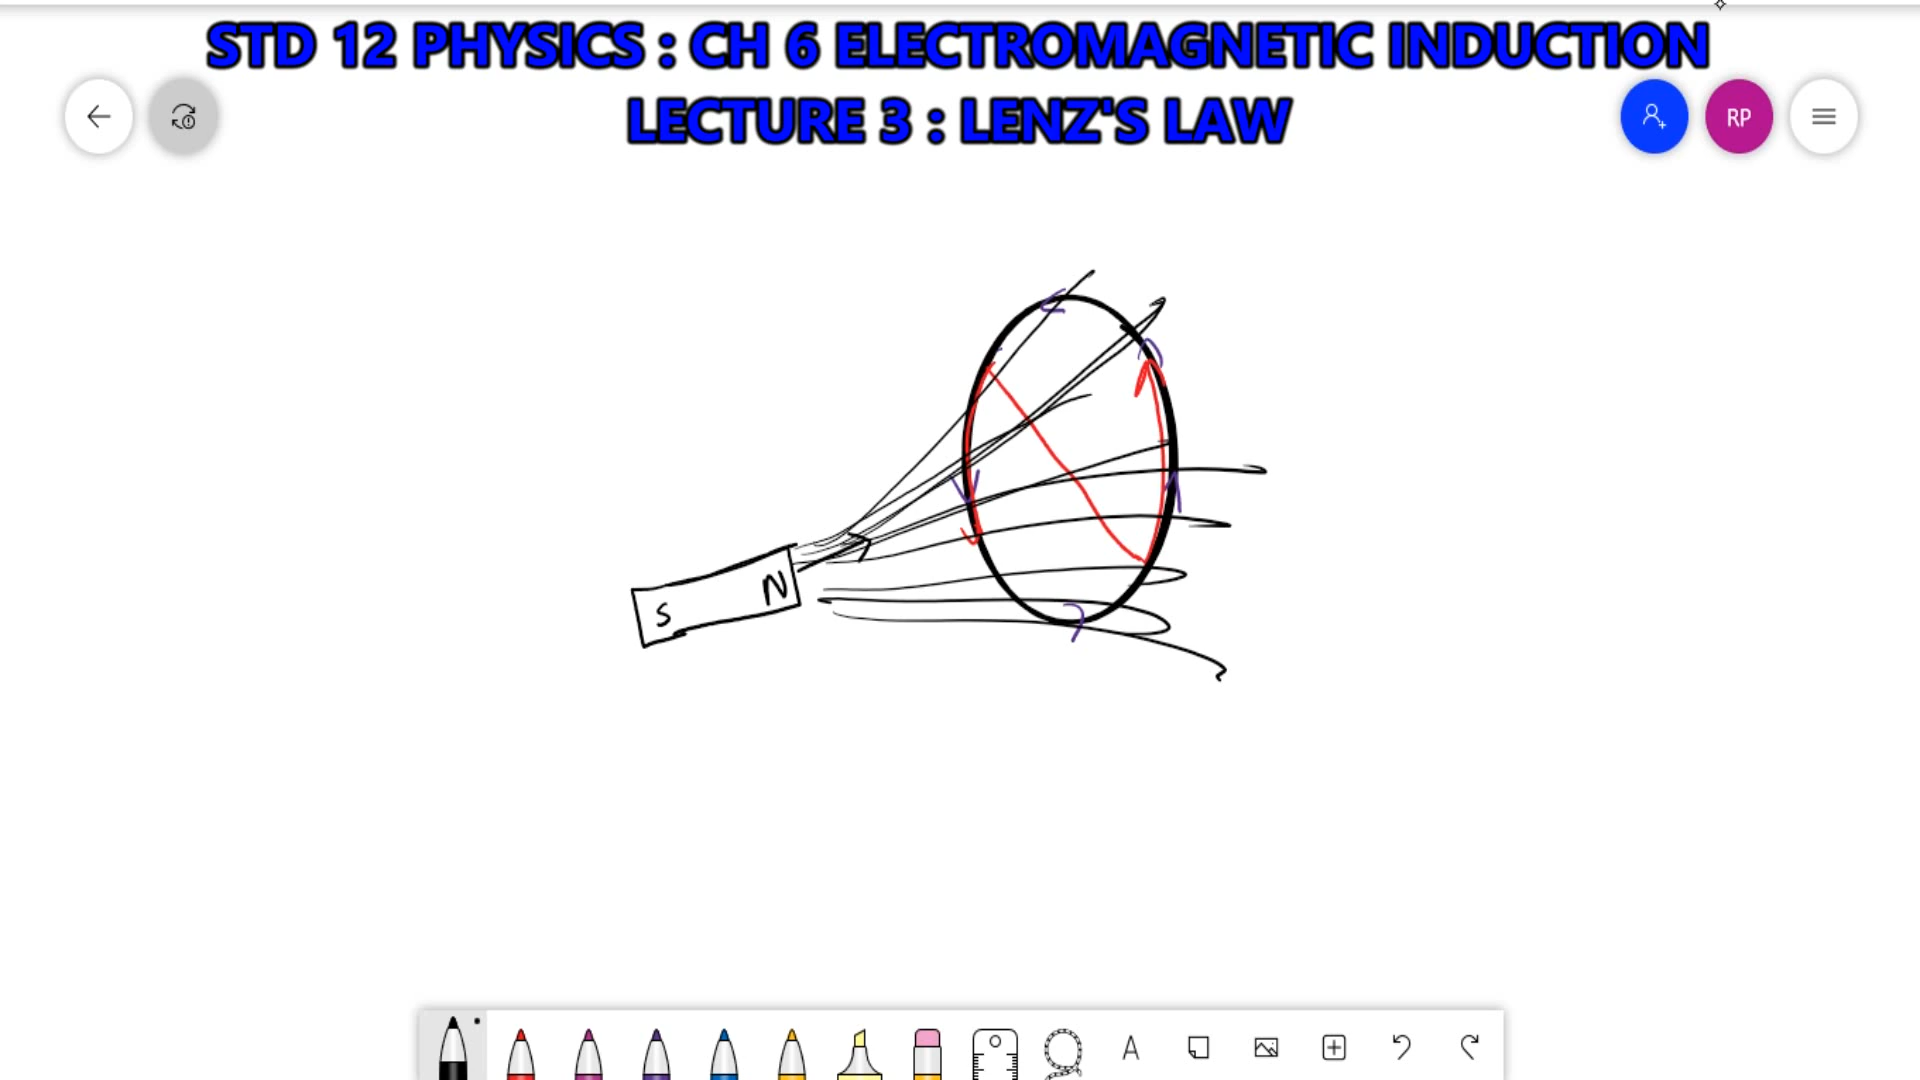 STD 12 PHYSICS : CH 6 ELECTROMAGNETIC INDUCTION
LECTURE 3 : LENZ'S LAW
RP
N
S
A